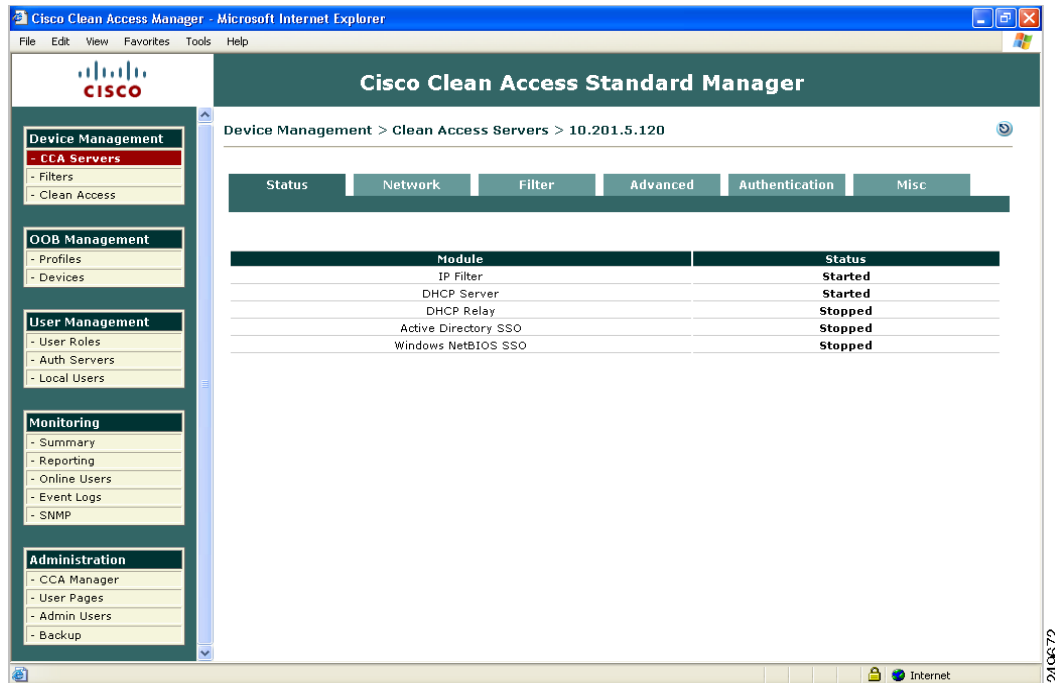 Cisco Clean Access Manager - Microsoft Internet Explorer
File Edit View Favorites Tools Help
CISCO
Cisco Clean Access Standard Manager
Device Management
- CCA Servers
- Filters
- Clean Access
OOB Management
- Profiles
- Devices
User Management
- User Roles
- Auth Servers
- Local Users
Monitoring
- Summary
- Reporting
- Online Users
- Event Logs
- SNMP
Administration
- CCA Manager
- User Pages
- Admin Users
- Backup
Device Management > Clean Access Servers > 10.201.5.120
Status Network Filter Advanced Authentication Misc
Module Status
IP Filter Started
DHCP Server Started
DHCP Relay Stopped
Active Directory SSO Stopped
Windows NetBIOS SSO Stopped
Internet
249672